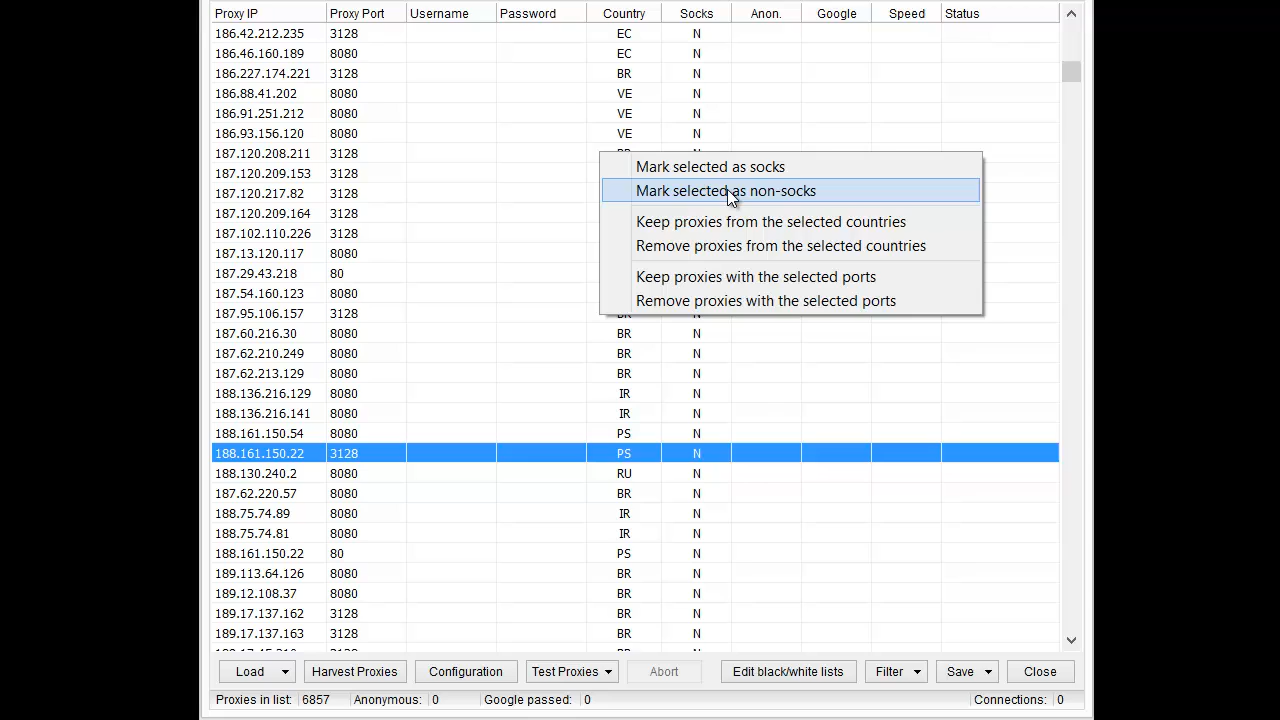 Proxy IP Proxy Port Username Password Country Socks Anon. Google Speed Status
186.42.212.235 3128 EC N
186.46.160.189 8080 EC N
186.227.174.221 3128 BR N
186.88.41.202 8080 VE N
186.91.251.212 8080 VE N
186.93.156.120 8080 VE N
187.120.208.211 3128
187.120.209.153 3128
187.120.217.82 3128
187.120.209.164 3128
187.102.110.226 3128
187.13.120.117 8080
187.29.43.218 80
187.54.160.123 8080
187.95.106.157 3128
Mark selected as socks
Mark selected as non-socks
Keep proxies from the selected countries
Remove proxies from the selected countries
Keep proxies with the selected ports
Remove proxies with the selected ports
187.60.216.30 8080 BR N
187.62.210.249 8080 BR N
187.62.213.129 8080 BR N
188.136.216.129 8080 IR N
188.136.216.141 8080 IR N
188.161.150.54 8080 PS N
188.161.150.22 3128 PS N
188.130.240.2 8080 RU N
187.62.220.57 8080 BR N
188.75.74.89 8080 IR N
188.75.74.81 8080 IR N
188.161.150.22 80 PS N
189.113.64.126 8080 BR N
189.12.108.37 8080 BR N
189.17.137.162 3128 BR N
189.17.137.163 3128 BR N
Load Harvest Proxies Configuration Test Proxies Abort Edit black/white lists Filter Save Close
Proxies in list: 6857 Anonymous: 0 Google passed: 0 Connections: 0